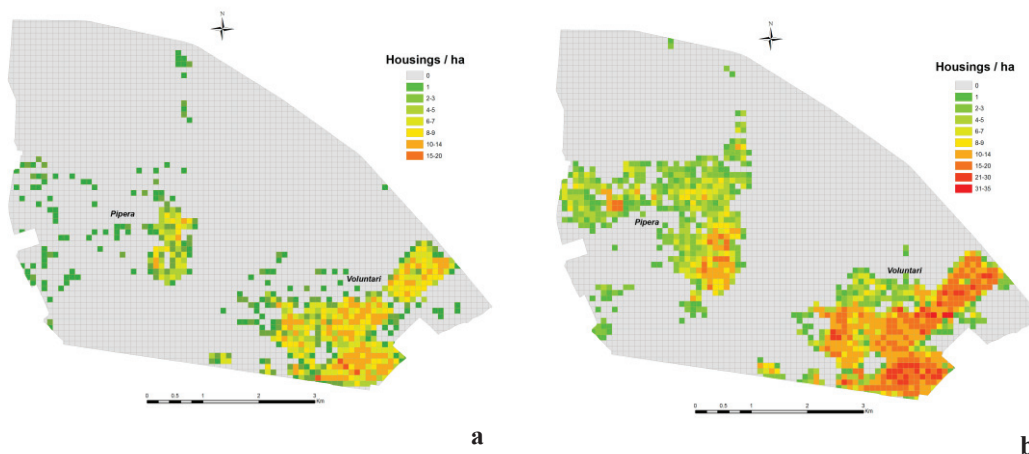 N
Housings / ha
0
1
2-3
4-5
6-7
8-9
10-14
15-20
Pipera
Voluntari
0 0.5 1 2 3
Km
a
N
Housings / ha
0
1
2-3
4-5
6-7
8-9
10-14
15-20
21-30
31-35
Pipera
Voluntari
0 0.5 1 2 3
Km
b